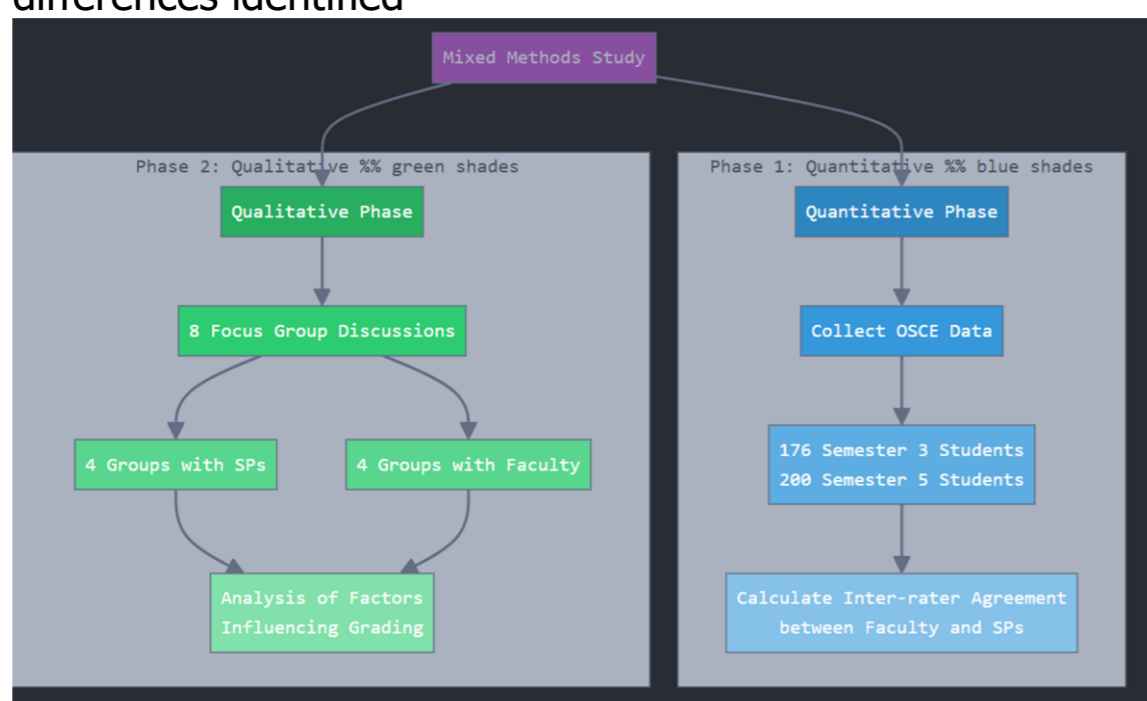 differences identified
Mixed Methods Study
Phase 2: Qualitative %% green shades
Qualitative Phase
8 Focus Group Discussions
4 Groups with SPs
4 Groups with Faculty
Analysis of Factors
Influencing Grading
Phase 1: Quantitative %% blue shades
Quantitative Phase
Collect OSCE Data
176 Semester 3 Students
200 Semester 5 Students
Calculate Inter-rater Agreement
between Faculty and SPs